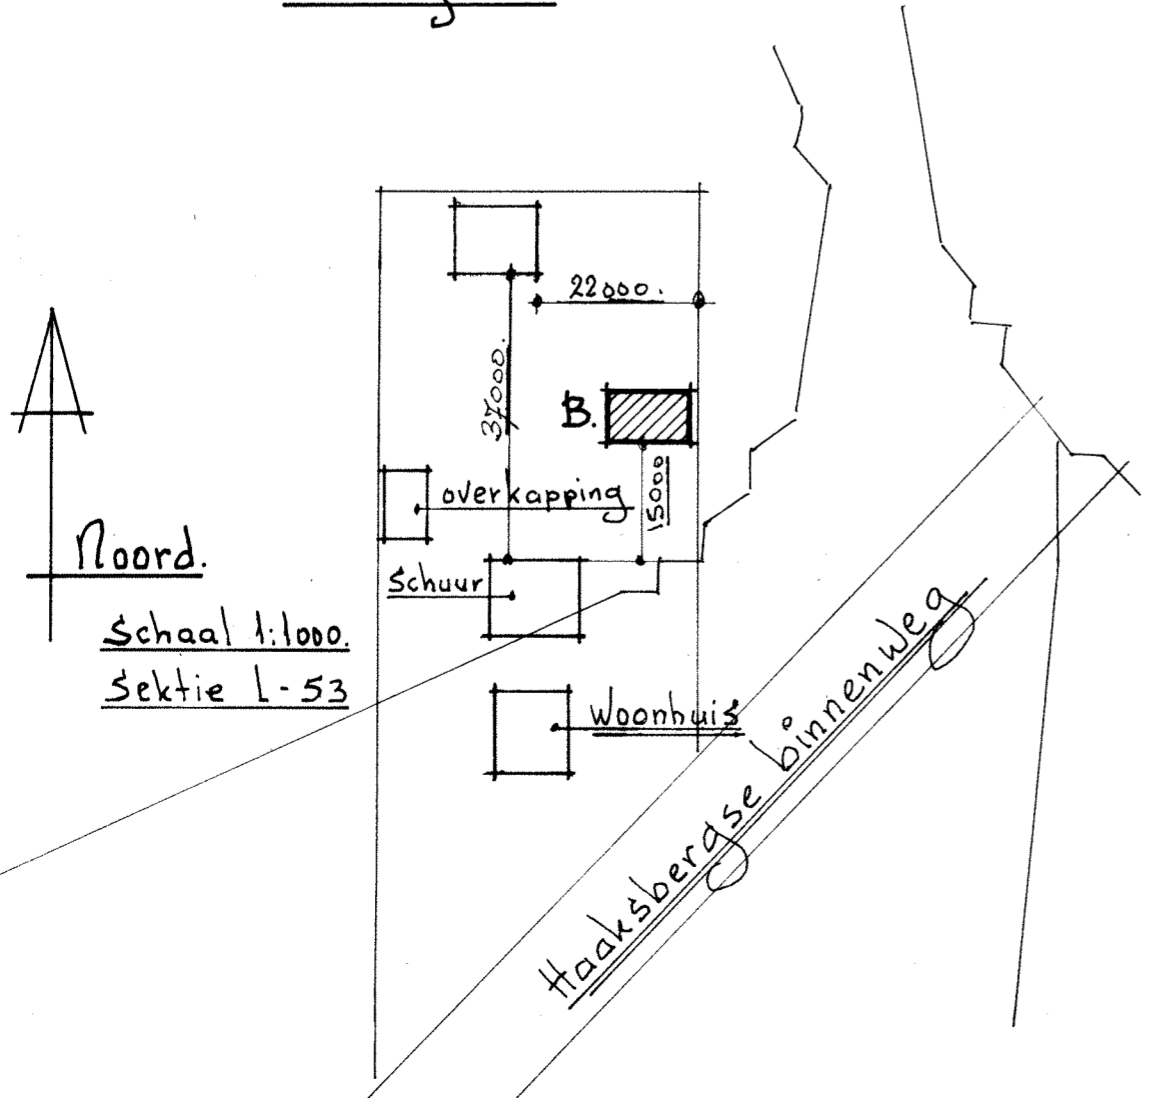 22000.
37000.
B.
15000
overkapping
Noord.
Schuur
Schaal 1:1000.
Sektie L-53
Woonhuis
Haaksbergse binnenweg